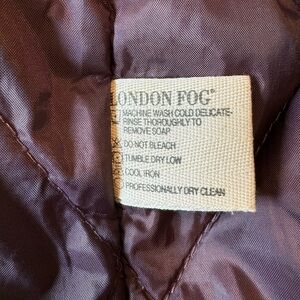 LONDON FOG®
MACHINE WASH COLD DELICATE-
RINSE THOROUGHLY TO
REMOVE SOAP
DO NOT BLEACH
TUMBLE DRY LOW
COOL IRON
PROFESSIONALLY DRY CLEAN